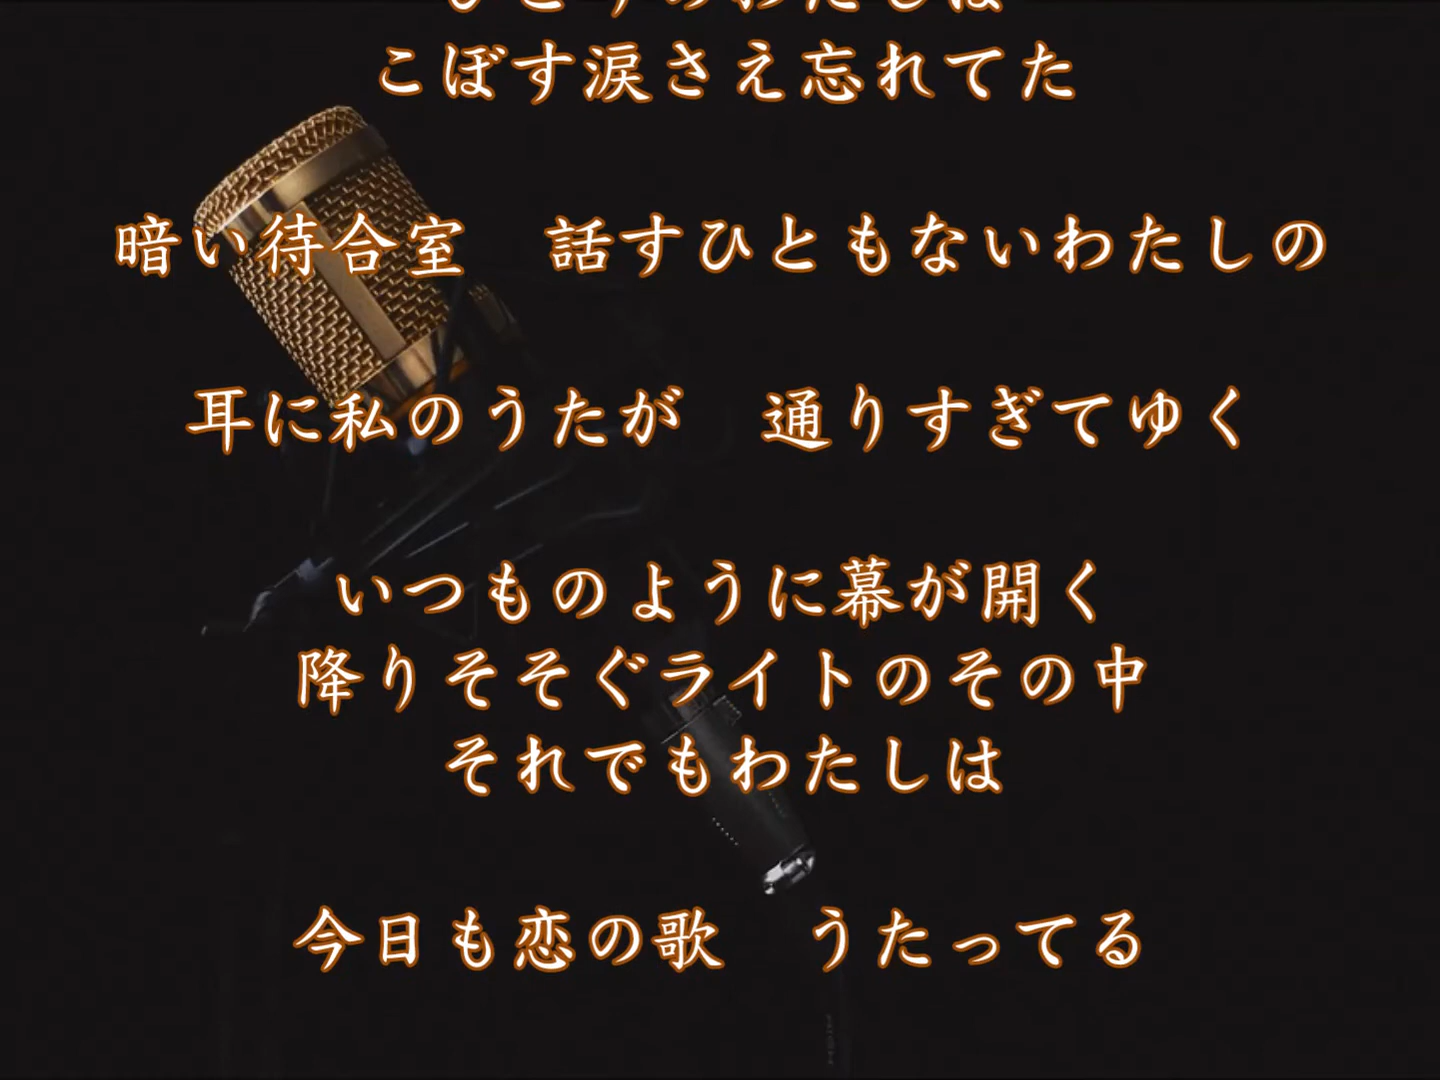 こぼす涙さえ忘れてた
暗い待合室　話すひともないわたしの
耳に私のうたが　通りすぎてゆく
いつものように幕が開く
降りそそぐライトのその中
それでもわたしは
今日も恋の歌　うたってる